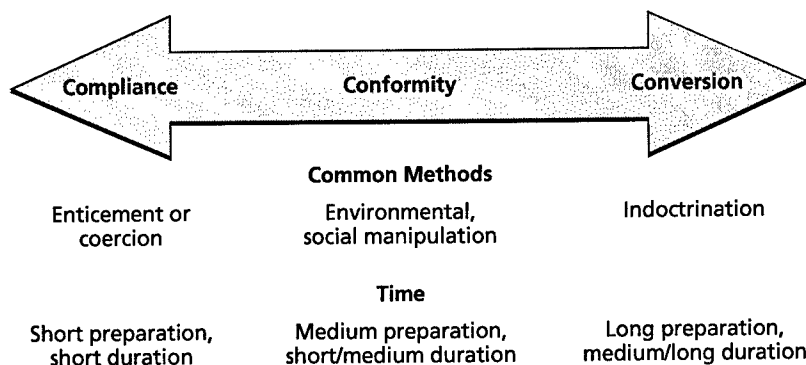 Compliance
Conformity
Conversion
Common Methods
Enticement or
coercion
Environmental,
social manipulation
Indoctrination
Time
Short preparation,
short duration
Medium preparation,
short/medium duration
Long preparation,
medium/long duration